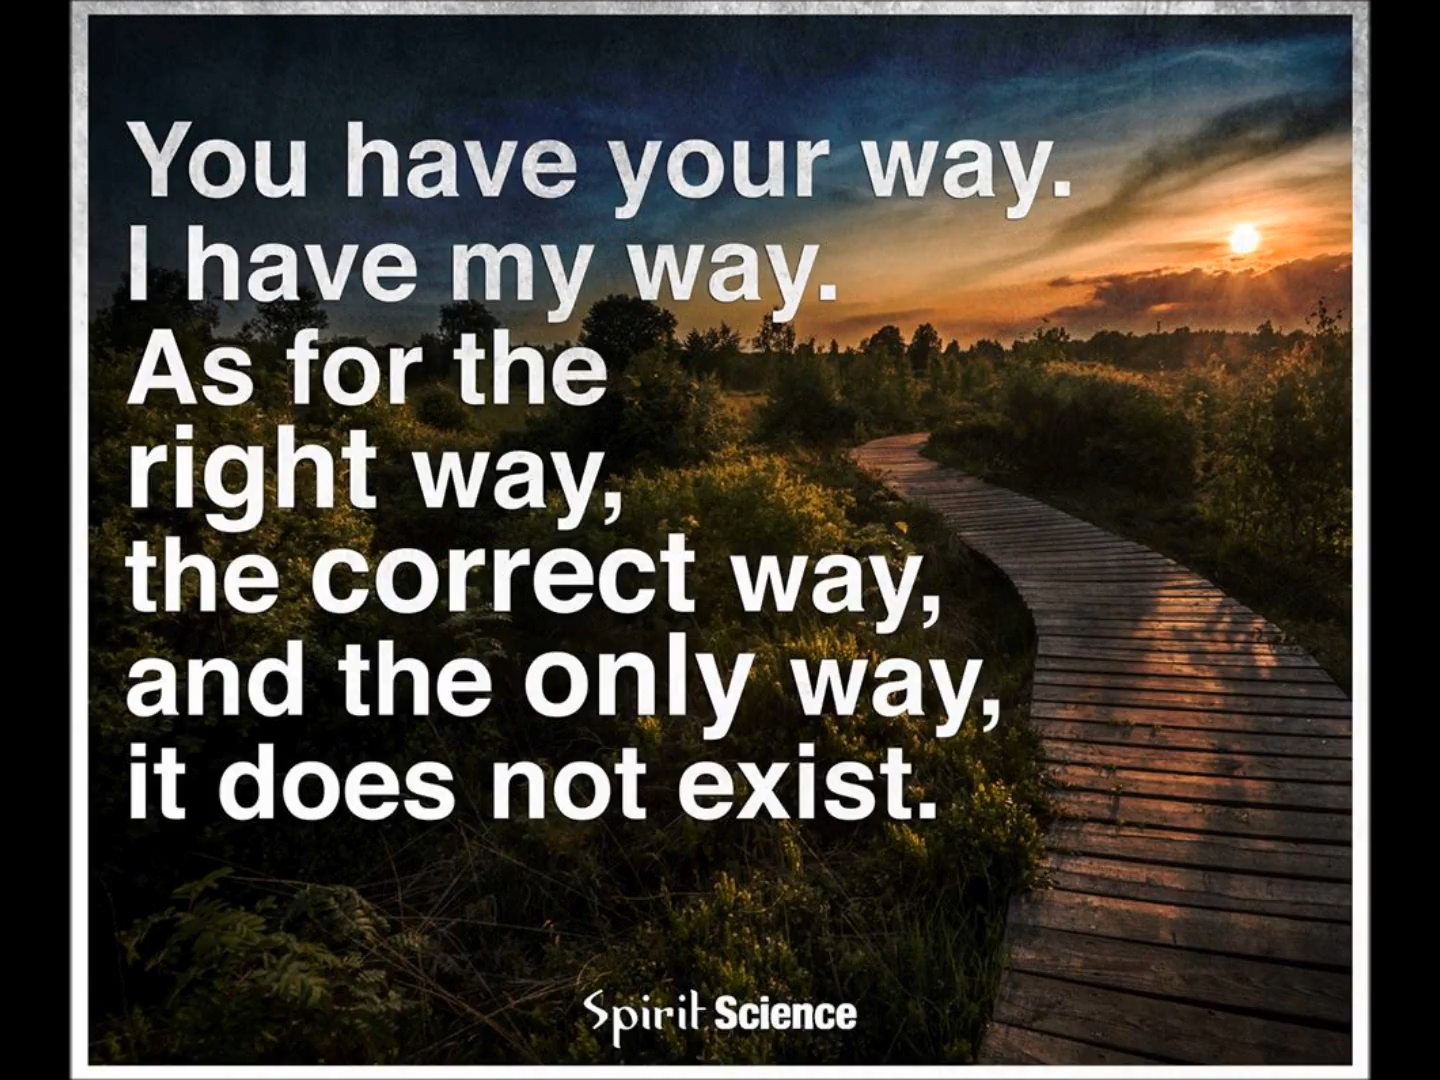 You have your way.
I have my way.
As for the
right way,
the correct way,
and the only way,
it does not exist.
Spirit Science